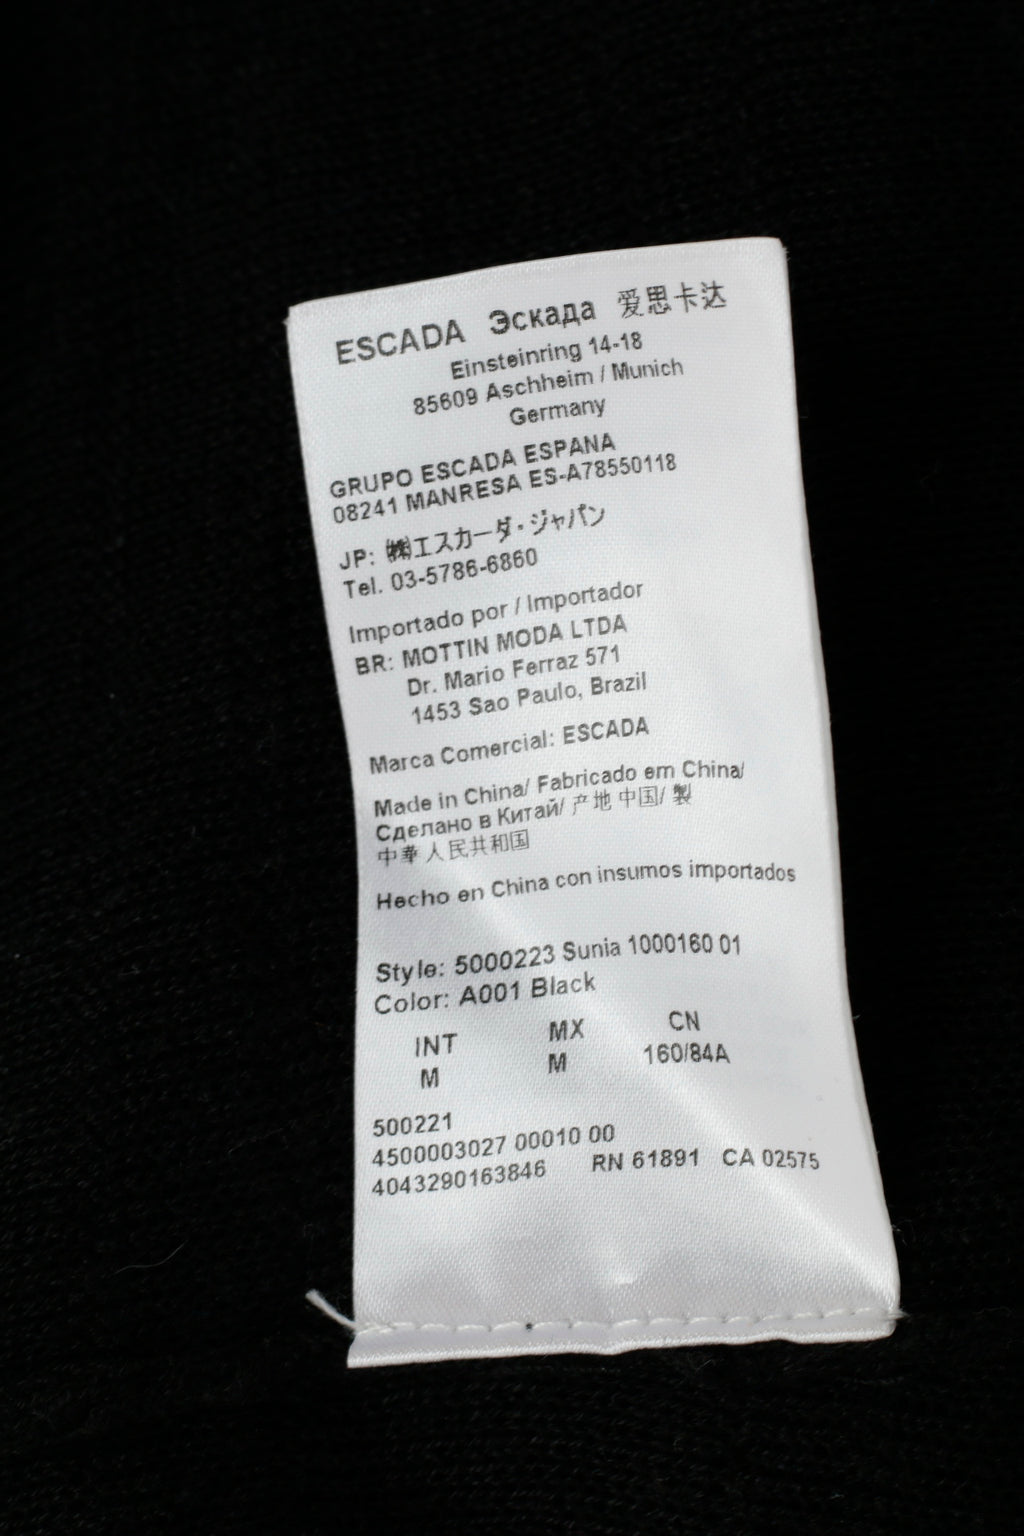 ESCADA Эскада 爱思卡达
Einsteinring 14-18
85609 Aschheim / Munich
Germany
GRUPO ESCADA ESPANA
08241 MANRESA ES-A78550118
JP: ㈱エスカーダ・ジャパン
Tel. 03-5786-6860
Importado por / Importador
BR: MOTTIN MODA LTDA
Dr. Mario Ferraz 571
1453 Sao Paulo, Brazil
Marca Comercial: ESCADA
Made in China/ Fabricado em China/
Сделано в Китай/ 产地 中国/ 製
中華人民共和国
Hecho en China con insumos importados
Style: 5000223 Sunia 1000160 01
Color: A001 Black
INT MX CN
M M 160/84A
500221
4500003027 00010 00
4043290163846 RN 61891 CA 02575